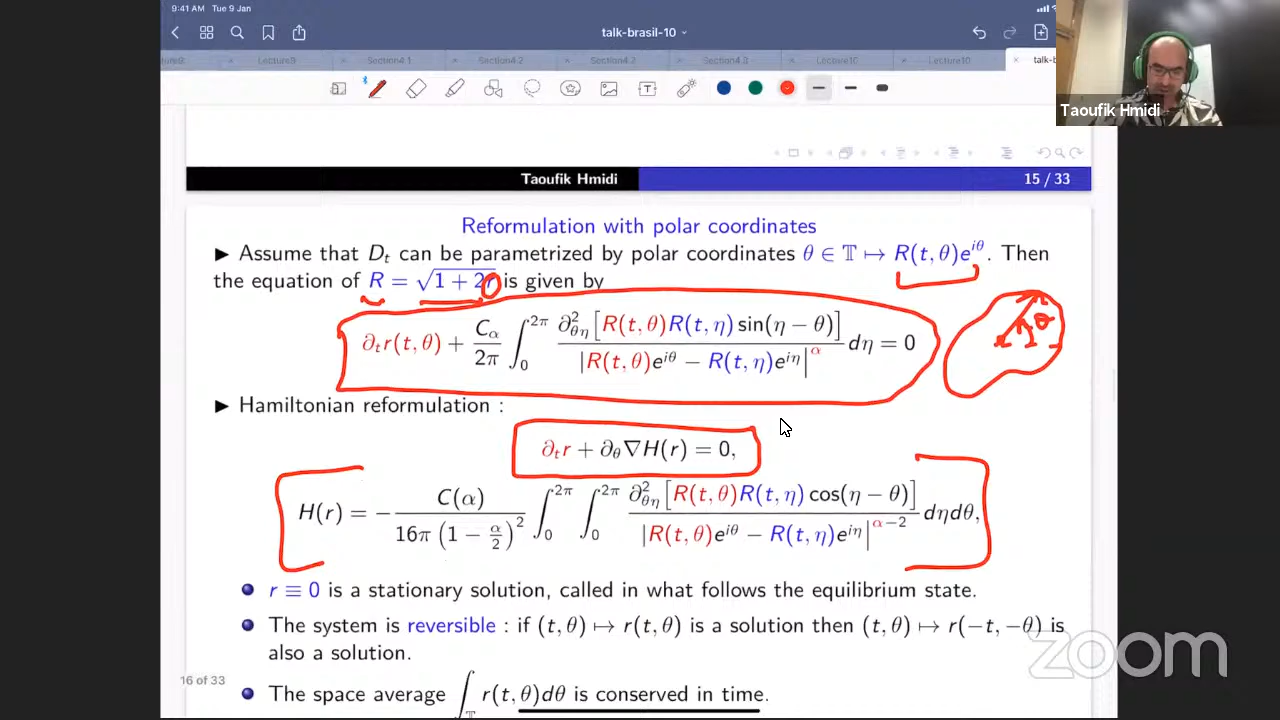 9:41 AM Tue 9 Jan
talk-brasil-10
Lecture9 Section4.1 Section4.2 Section4.2 Section4.3 Lecture10 Lecture10 talk-b
Taoufik Hmidi
Taoufik Hmidi 15 / 33
Reformulation with polar coordinates
► Assume that D_t can be parametrized by polar coordinates θ ∈ 𝕋 ↦ R(t, θ)e^{iθ}. Then
the equation of R = √(1 + 2r) is given by
∂_t r(t, θ) + C_α/2π ∫_0^{2π} ∂²_{θη}[R(t, θ)R(t, η) sin(η − θ)] / |R(t, θ)e^{iθ} − R(t, η)e^{iη}|^α dη = 0
θ
► Hamiltonian reformulation :
∂_t r + ∂_θ ∇H(r) = 0,
H(r) = − C(α) / 16π(1 − α/2)² ∫_0^{2π} ∫_0^{2π} ∂²_{θη}[R(t, θ)R(t, η) cos(η − θ)] / |R(t, θ)e^{iθ} − R(t, η)e^{iη}|^{α−2} dηdθ,
r ≡ 0 is a stationary solution, called in what follows the equilibrium state.
The system is reversible : if (t, θ) ↦ r(t, θ) is a solution then (t, θ) ↦ r(−t, −θ) is
also a solution.
16 of 33
The space average ∫_𝕋 r(t, θ)dθ is conserved in time.
zoom